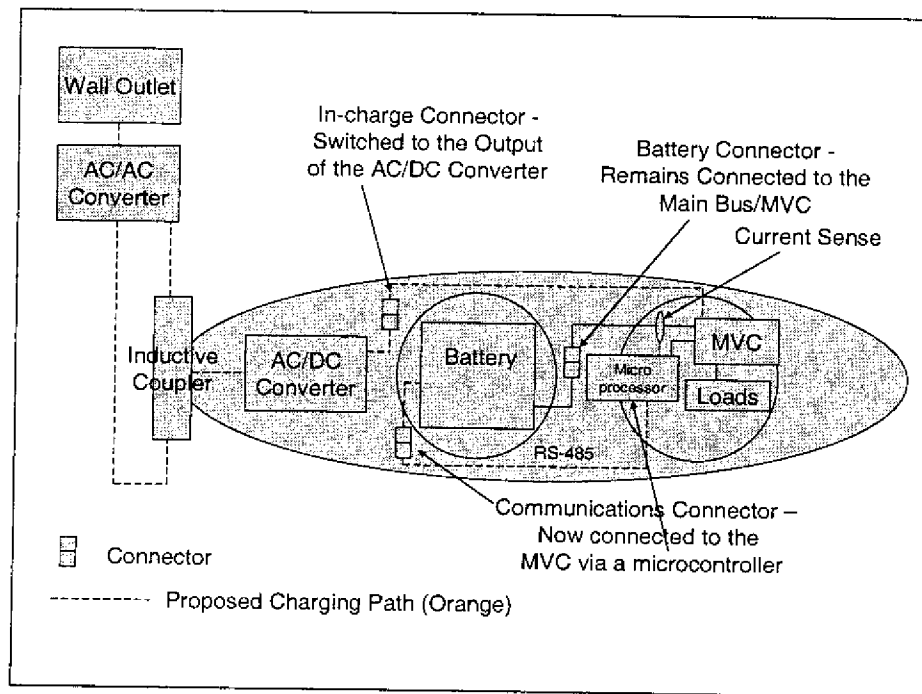 Wall Outlet
AC/AC
Converter
In-charge Connector -
Switched to the Output
of the AC/DC Converter
Battery Connector -
Remains Connected to the
Main Bus/MVC
Current Sense
Inductive
Coupler
AC/DC
Converter
Battery
Micro
processor
MVC
Loads
RS-485
Communications Connector –
Now connected to the
MVC via a microcontroller
Connector
Proposed Charging Path (Orange)